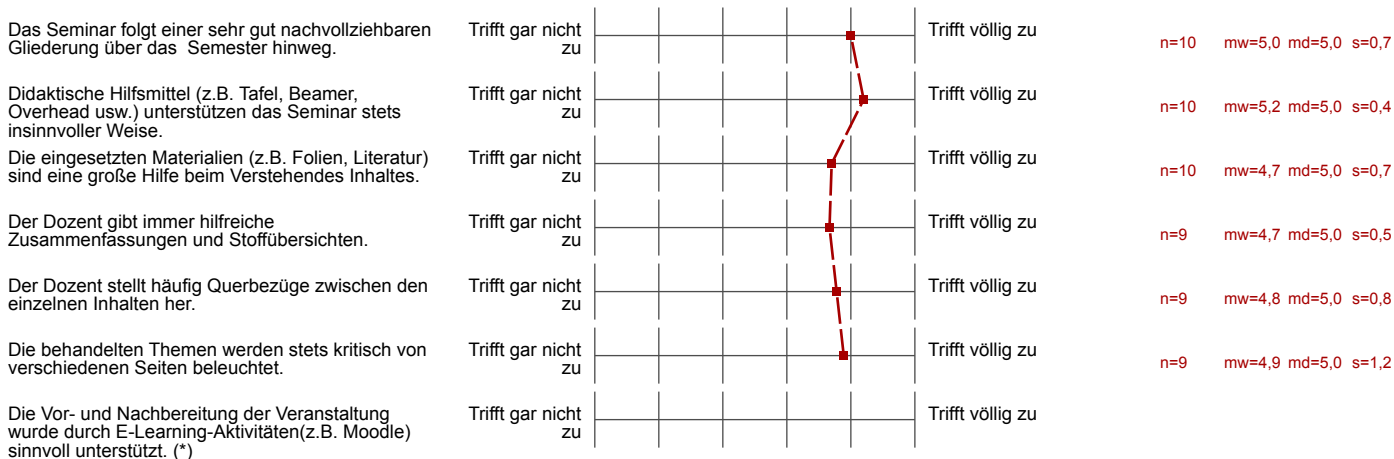 Das Seminar folgt einer sehr gut nachvollziehbaren
Gliederung über das Semester hinweg.
Trifft gar nicht
zu
Trifft völlig zu
n=10 mw=5,0 md=5,0 s=0,7
Didaktische Hilfsmittel (z.B. Tafel, Beamer,
Overhead usw.) unterstützen das Seminar stets
insinnvoller Weise.
Trifft gar nicht
zu
Trifft völlig zu
n=10 mw=5,2 md=5,0 s=0,4
Die eingesetzten Materialien (z.B. Folien, Literatur)
sind eine große Hilfe beim Verstehendes Inhaltes.
Trifft gar nicht
zu
Trifft völlig zu
n=10 mw=4,7 md=5,0 s=0,7
Der Dozent gibt immer hilfreiche
Zusammenfassungen und Stoffübersichten.
Trifft gar nicht
zu
Trifft völlig zu
n=9 mw=4,7 md=5,0 s=0,5
Der Dozent stellt häufig Querbezüge zwischen den
einzelnen Inhalten her.
Trifft gar nicht
zu
Trifft völlig zu
n=9 mw=4,8 md=5,0 s=0,8
Die behandelten Themen werden stets kritisch von
verschiedenen Seiten beleuchtet.
Trifft gar nicht
zu
Trifft völlig zu
n=9 mw=4,9 md=5,0 s=1,2
Die Vor- und Nachbereitung der Veranstaltung
wurde durch E-Learning-Aktivitäten(z.B. Moodle)
sinnvoll unterstützt. (*)
Trifft gar nicht
zu
Trifft völlig zu